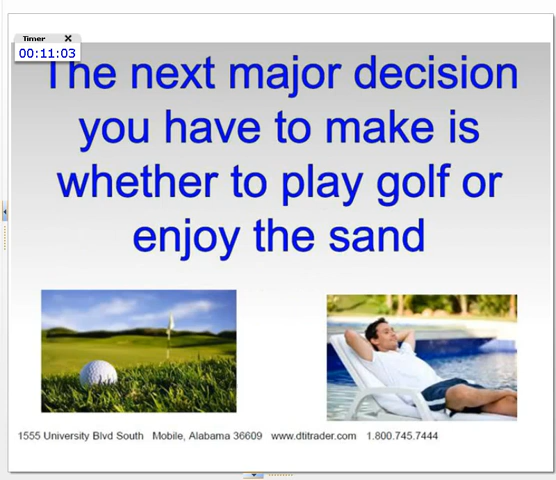 Timer
00:11:03
The next major decision
you have to make is
whether to play golf or
enjoy the sand
1555 University Blvd South Mobile, Alabama 36609 www.dtitrader.com 1.800.745.7444